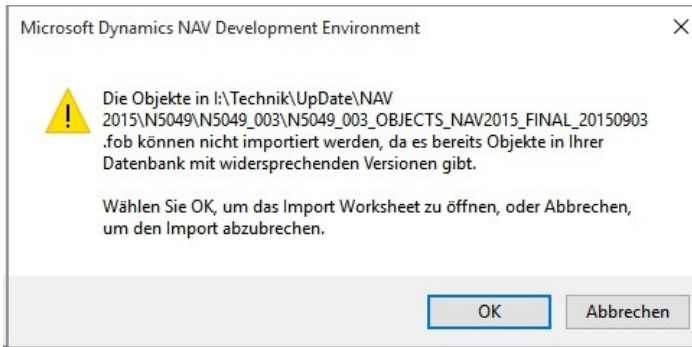 Microsoft Dynamics NAV Development Environment
Die Objekte in I:\Technik\UpDate\NAV
2015\N5049\N5049_003\N5049_003_OBJECTS_NAV2015_FINAL_20150903
.fob können nicht importiert werden, da es bereits Objekte in Ihrer
Datenbank mit widersprechenden Versionen gibt.
Wählen Sie OK, um das Import Worksheet zu öffnen, oder Abbrechen,
um den Import abzubrechen.
OK
Abbrechen